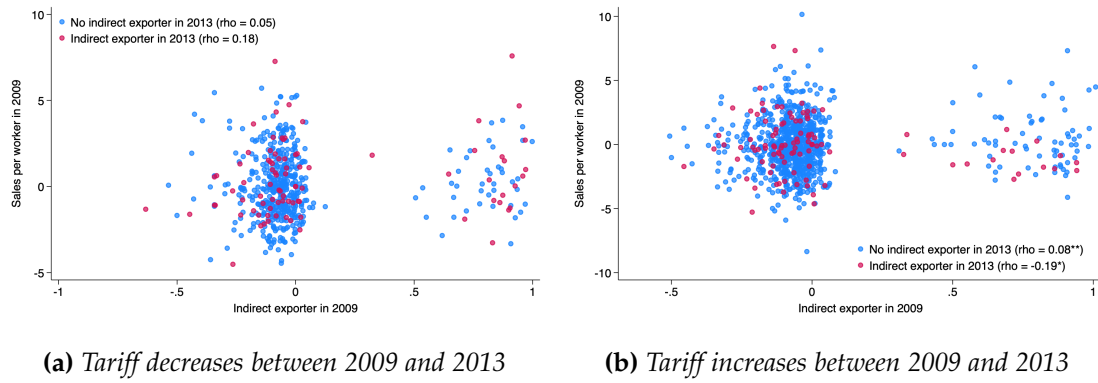 No indirect exporter in 2013 (rho = 0.05)
Indirect exporter in 2013 (rho = 0.18)
Sales per worker in 2009
10
5
0
-5
-1
-.5
0
.5
1
Indirect exporter in 2009
(a) Tariff decreases between 2009 and 2013
Sales per worker in 2009
10
5
0
-5
-10
No indirect exporter in 2013 (rho = 0.08**)
Indirect exporter in 2013 (rho = -0.19*)
-.5
0
.5
1
Indirect exporter in 2009
(b) Tariff increases between 2009 and 2013